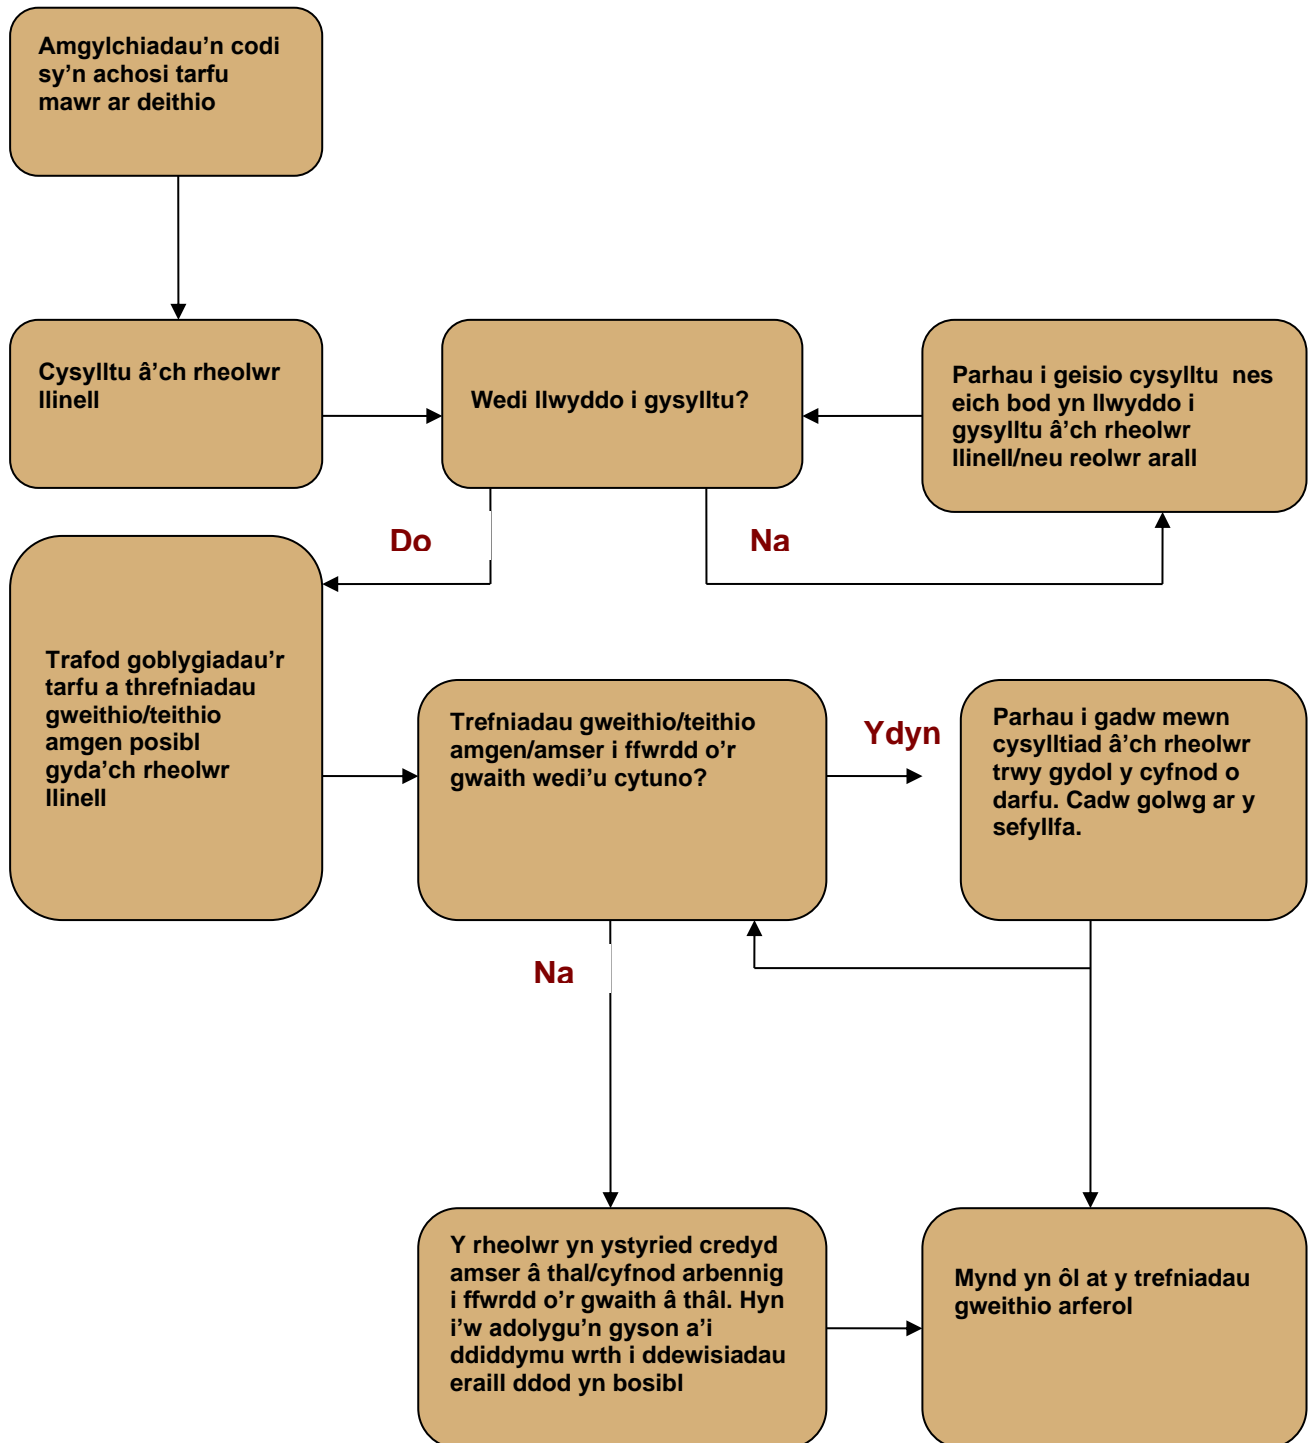 Amgylchiadau’n codi
sy’n achosi tarfu
mawr ar deithio
Cysylltu â’ch rheolwr
llinell
Wedi llwyddo i gysylltu?
Parhau i geisio cysylltu  nes
eich bod yn llwyddo i
gysylltu â’ch rheolwr
llinell/neu reolwr arall
Do
Na
Trafod goblygiadau’r
tarfu a threfniadau
gweithio/teithio
amgen posibl
gyda’ch rheolwr
llinell
Trefniadau gweithio/teithio
amgen/amser i ffwrdd o’r
gwaith wedi’u cytuno?
Ydyn
Parhau i gadw mewn
cysylltiad â’ch rheolwr
trwy gydol y cyfnod o
darfu. Cadw golwg ar y
sefyllfa.
Na
Y rheolwr yn ystyried credyd
amser â thal/cyfnod arbennig
i ffwrdd o’r gwaith â thâl. Hyn
i’w adolygu’n gyson a’i
ddiddymu wrth i ddewisiadau
eraill ddod yn bosibl
Mynd yn ôl at y trefniadau
gweithio arferol